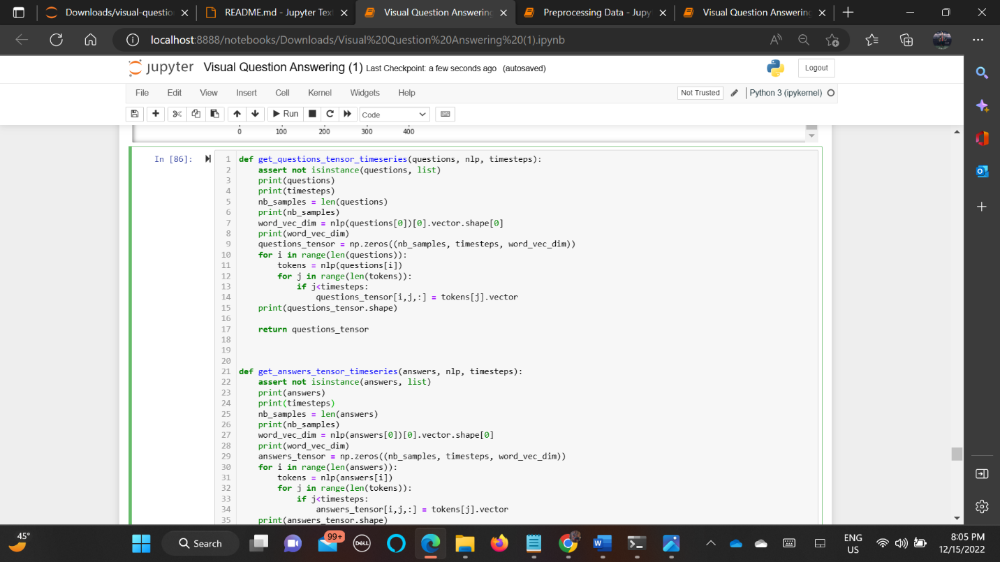 Downloads/visual-questio
README.md - Jupyter Text
Visual Question Answering
Preprocessing Data - Jupy
Visual Question Answering
localhost:8888/notebooks/Downloads/Visual%20Question%20Answering%20(1).ipynb
jupyter Visual Question Answering (1) Last Checkpoint: a few seconds ago (autosaved)
Logout
File Edit View Insert Cell Kernel Widgets Help
Not Trusted
Python 3 (ipykernel)
Run
Code
0 100 200 300 400
In [86]:
1 def get_questions_tensor_timeseries(questions, nlp, timesteps):
2 assert not isinstance(questions, list)
3 print(questions)
4 print(timesteps)
5 nb_samples = len(questions)
6 print(nb_samples)
7 word_vec_dim = nlp(questions[0])[0].vector.shape[0]
8 print(word_vec_dim)
9 questions_tensor = np.zeros((nb_samples, timesteps, word_vec_dim))
10 for i in range(len(questions)):
11 tokens = nlp(questions[i])
12 for j in range(len(tokens)):
13 if j<timesteps:
14 questions_tensor[i,j,:] = tokens[j].vector
15 print(questions_tensor.shape)
16
17 return questions_tensor
18
19
20
21 def get_answers_tensor_timeseries(answers, nlp, timesteps):
22 assert not isinstance(answers, list)
23 print(answers)
24 print(timesteps)
25 nb_samples = len(answers)
26 print(nb_samples)
27 word_vec_dim = nlp(answers[0])[0].vector.shape[0]
28 print(word_vec_dim)
29 answers_tensor = np.zeros((nb_samples, timesteps, word_vec_dim))
30 for i in range(len(answers)):
31 tokens = nlp(answers[i])
32 for j in range(len(tokens)):
33 if j<timesteps:
34 answers_tensor[i,j,:] = tokens[j].vector
35 print(answers_tensor.shape)
45°
Search
99+
DELL
ENG
US
8:05 PM
12/15/2022